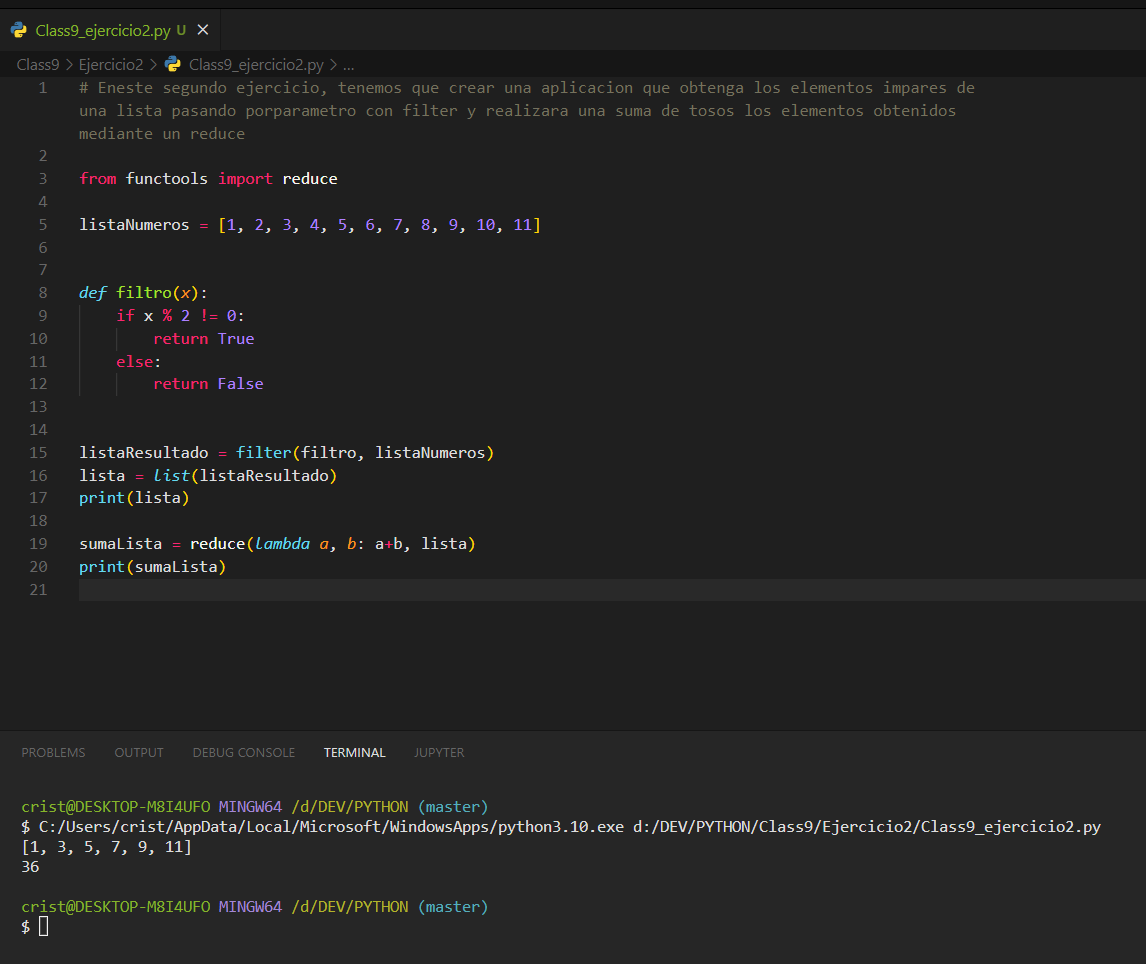 Class9_ejercicio2.py U ×
Class9 > Ejercicio2 > Class9_ejercicio2.py > ...
1 # Eneste segundo ejercicio, tenemos que crear una aplicacion que obtenga los elementos impares de
una lista pasando porparametro con filter y realizara una suma de tosos los elementos obtenidos
mediante un reduce
2
3 from functools import reduce
4
5 listaNumeros = [1, 2, 3, 4, 5, 6, 7, 8, 9, 10, 11]
6
7
8 def filtro(x):
9     if x % 2 != 0:
10         return True
11     else:
12         return False
13
14
15 listaResultado = filter(filtro, listaNumeros)
16 lista = list(listaResultado)
17 print(lista)
18
19 sumaLista = reduce(lambda a, b: a+b, lista)
20 print(sumaLista)
21
PROBLEMS OUTPUT DEBUG CONSOLE TERMINAL JUPYTER
crist@DESKTOP-M8I4UFO MINGW64 /d/DEV/PYTHON (master)
$ C:/Users/crist/AppData/Local/Microsoft/WindowsApps/python3.10.exe d:/DEV/PYTHON/Class9/Ejercicio2/Class9_ejercicio2.py
[1, 3, 5, 7, 9, 11]
36
crist@DESKTOP-M8I4UFO MINGW64 /d/DEV/PYTHON (master)
$